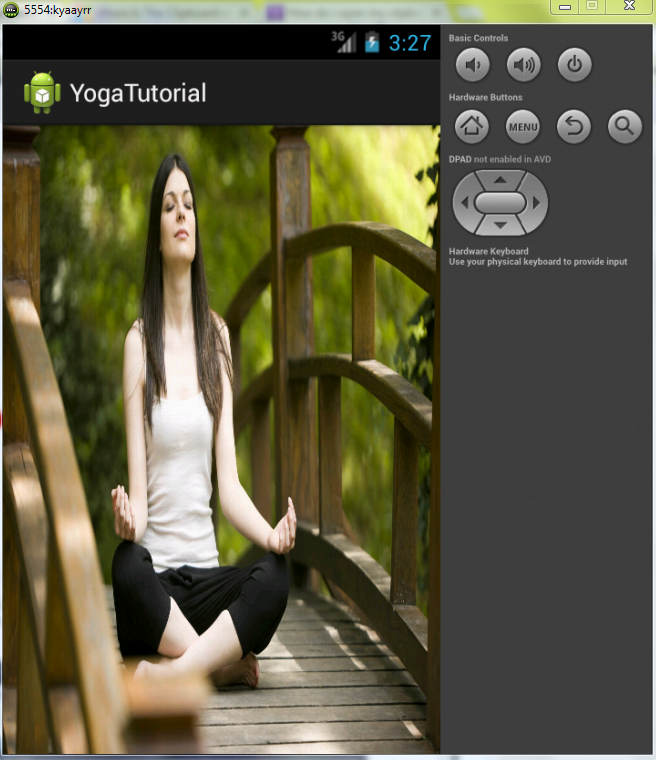 5554:kyaayrr
3G 3:27
YogaTutorial
Basic Controls
Hardware Buttons
MENU
DPAD not enabled in AVD
Hardware Keyboard
Use your physical keyboard to provide input